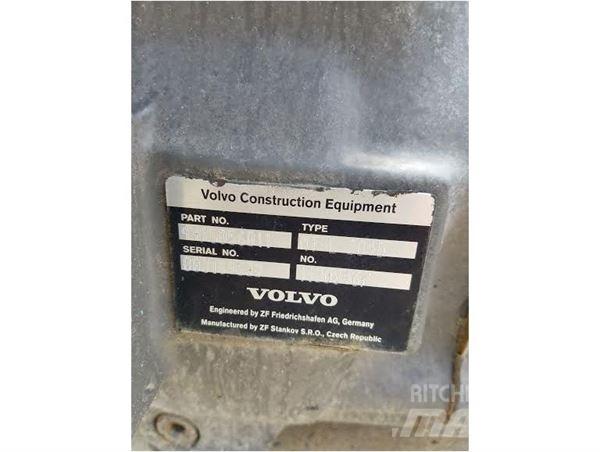 Volvo Construction Equipment
PART NO. TYPE
SERIAL NO. NO.
VOLVO
Engineered by ZF Friedrichshafen AG, Germany
Manufactured by ZF Stankov S.R.O., Czech Republic